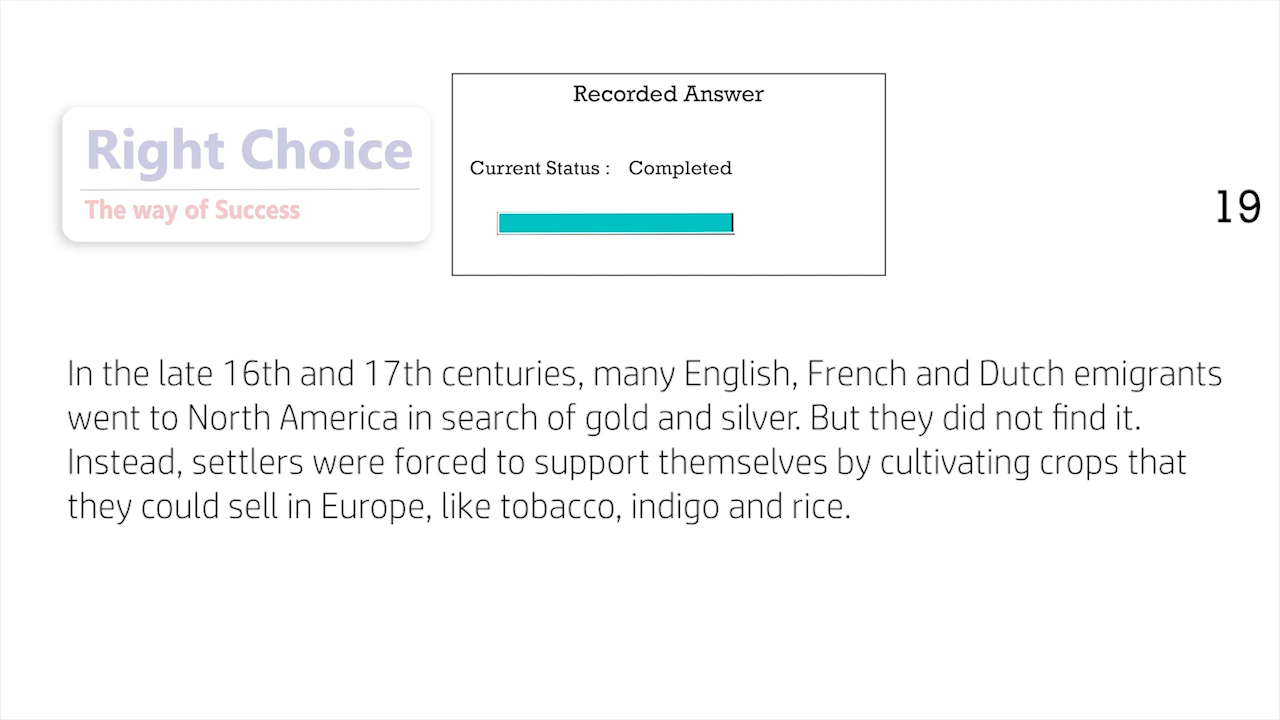 Recorded Answer
Right Choice
The way of Success
Current Status : Completed
19
In the late 16th and 17th centuries, many English, French and Dutch emigrants
went to North America in search of gold and silver. But they did not find it.
Instead, settlers were forced to support themselves by cultivating crops that
they could sell in Europe, like tobacco, indigo and rice.